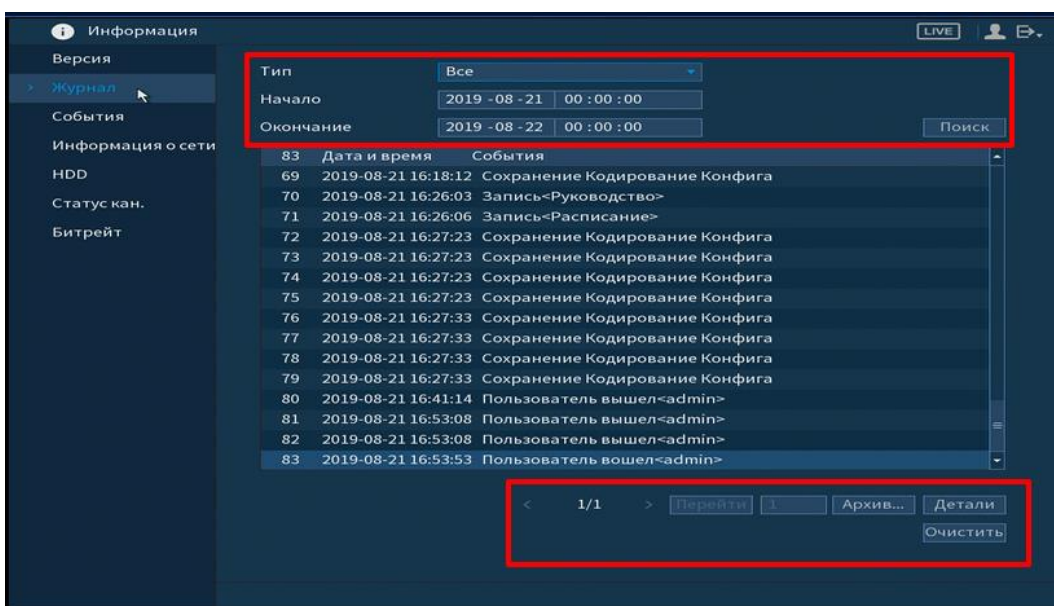 Информация LIVE
Версия
Журнал
События
Информация о сети
HDD
Статус кан.
Битрейт
Тип Все
Начало 2019 -08 -21 00 : 00 : 00
Окончание 2019 -08 -22 00 : 00 : 00 Поиск
83 Дата и время События
69 2019-08-21 16:18:12 Сохранение Кодирование Конфига
70 2019-08-21 16:26:03 Запись<Руководство>
71 2019-08-21 16:26:06 Запись<Расписание>
72 2019-08-21 16:27:23 Сохранение Кодирование Конфига
73 2019-08-21 16:27:23 Сохранение Кодирование Конфига
74 2019-08-21 16:27:23 Сохранение Кодирование Конфига
75 2019-08-21 16:27:23 Сохранение Кодирование Конфига
76 2019-08-21 16:27:33 Сохранение Кодирование Конфига
77 2019-08-21 16:27:33 Сохранение Кодирование Конфига
78 2019-08-21 16:27:33 Сохранение Кодирование Конфига
79 2019-08-21 16:27:33 Сохранение Кодирование Конфига
80 2019-08-21 16:41:14 Пользователь вышел<admin>
81 2019-08-21 16:53:08 Пользователь вышел<admin>
82 2019-08-21 16:53:08 Пользователь вышел<admin>
83 2019-08-21 16:53:53 Пользователь вошел<admin>
< 1/1 > Перейти 1 Архив... Детали
Очистить